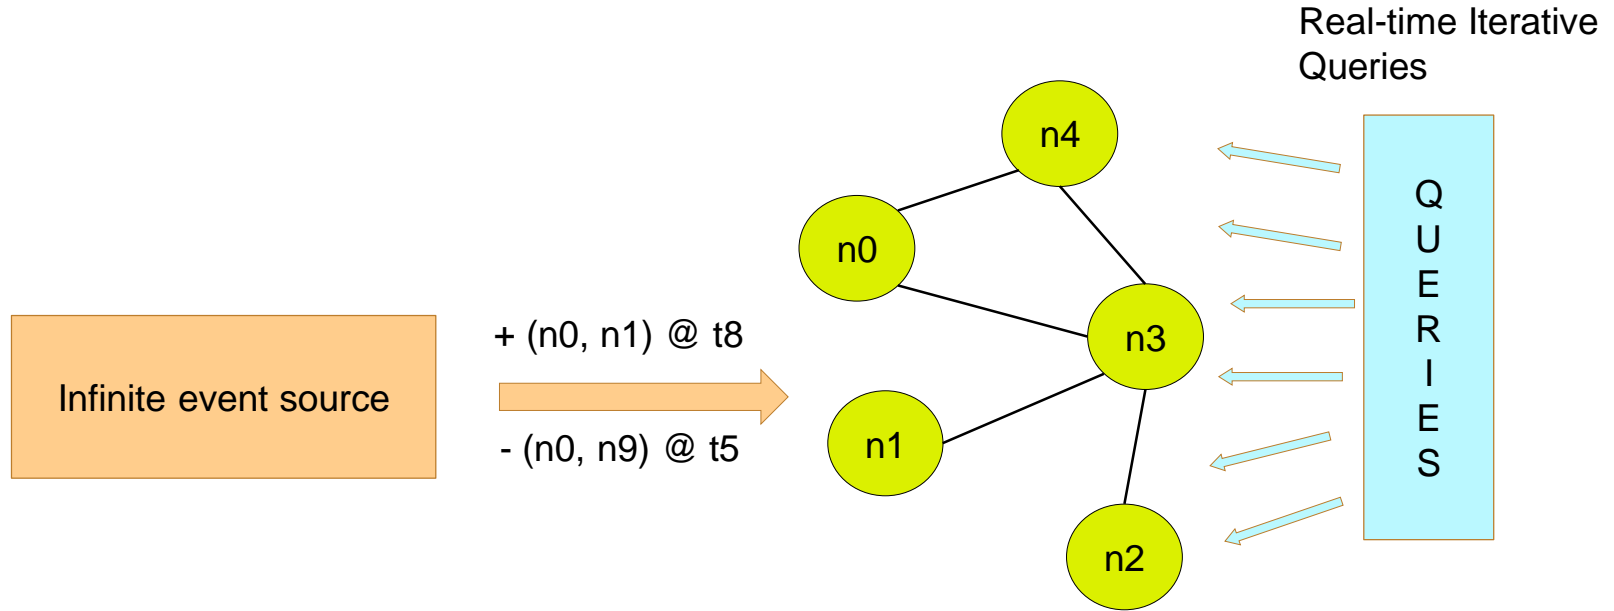 Real-time Iterative
Queries
n4
n0
n3
n1
n2
+ (n0, n1) @ t8
Infinite event source
- (n0, n9) @ t5
Q
U
E
R
I
E
S